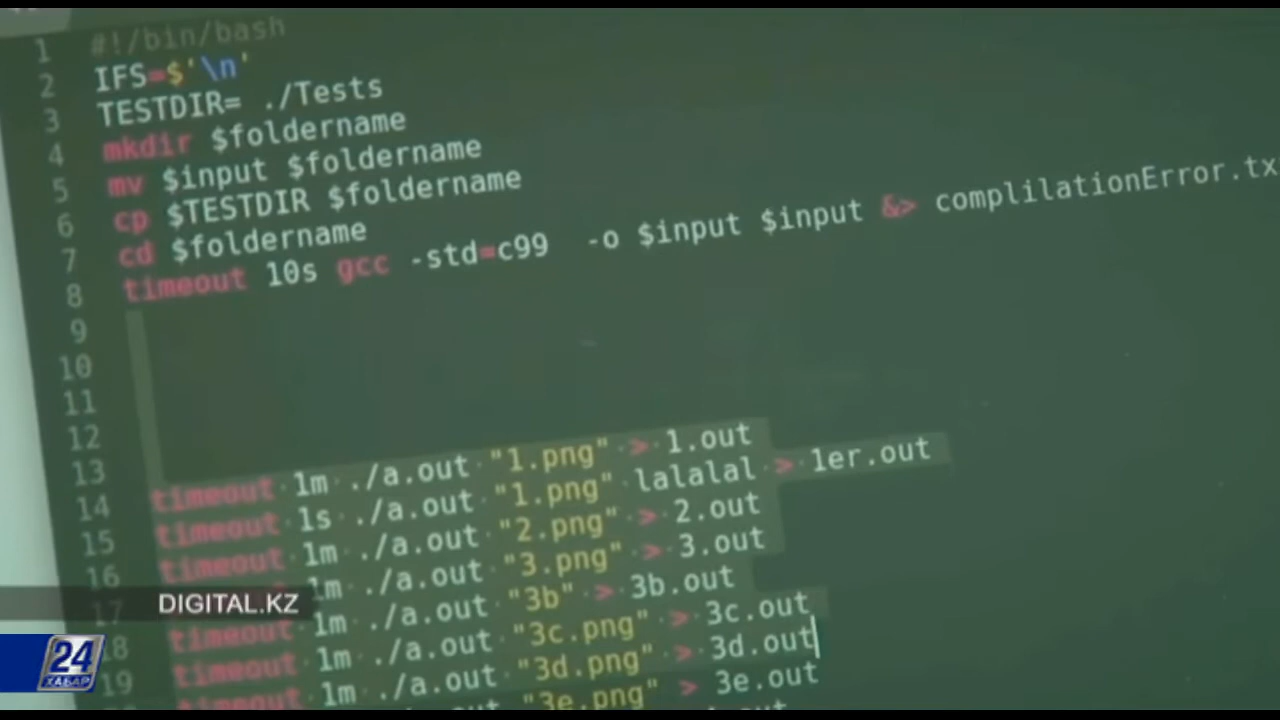 1 #!/bin/bash
2 IFS=$'\n'
3 TESTDIR= ./Tests
4 mkdir $foldername
5 mv $input $foldername
6 cp $TESTDIR $foldername
7 cd $foldername
8 timeout 10s gcc -std=c99 -o $input $input &> complilationError.tx
9
10
11
12
13
14 timeout 1m ./a.out "1.png" > 1.out
15 timeout 1s ./a.out "1.png" lalalal > 1er.out
16 timeout 1m ./a.out "2.png" > 2.out
17 1m ./a.out "3.png" > 3.out
18 timeout 1m ./a.out "3b" > 3b.out
19 timeout 1m ./a.out "3c.png" > 3c.out
timeout 1m ./a.out "3d.png" > 3d.out
"3e.png" > 3e.out
DIGITAL.KZ
24
ХАБАР